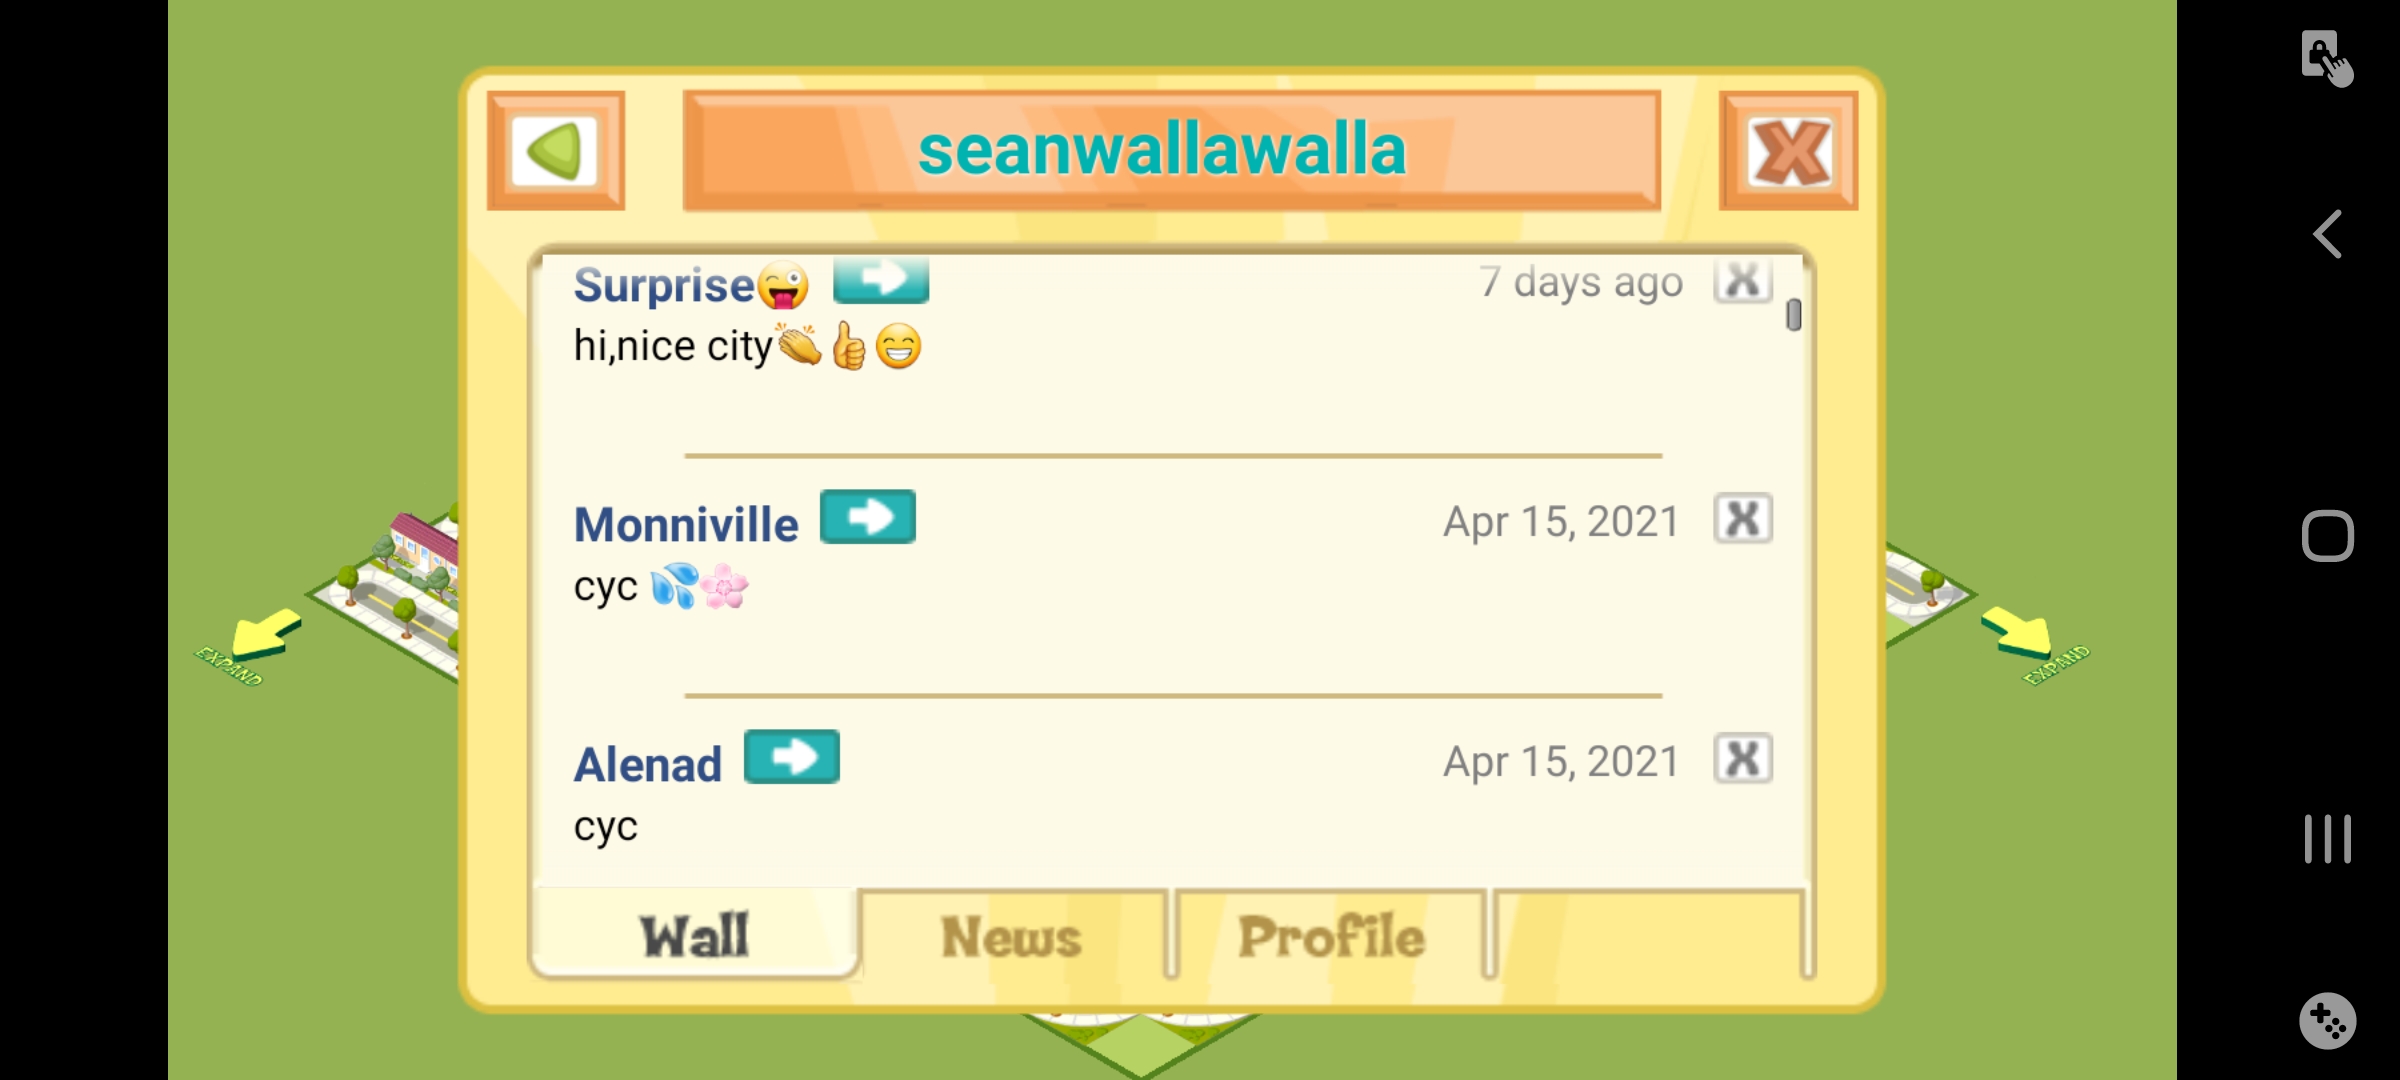 seanwallawalla
Surprise😜 7 days ago
hi,nice city👏👍😁
Monniville Apr 15, 2021
cyc 💦🌸
Alenad Apr 15, 2021
cyc
EXPAND EXPAND
Wall News Profile